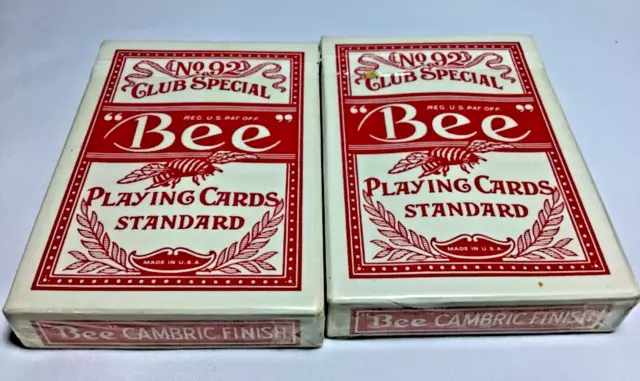 No. 92
Club Special
REG. U.S. PAT. OFF.
"Bee"
Playing Cards
STANDARD
MADE IN U.S.A.
"Bee" CAMBRIC FINISH
No. 92
Club Special
REG. U.S. PAT. OFF.
"Bee"
Playing Cards
STANDARD
MADE IN U.S.A.
"Bee" CAMBRIC FINISH